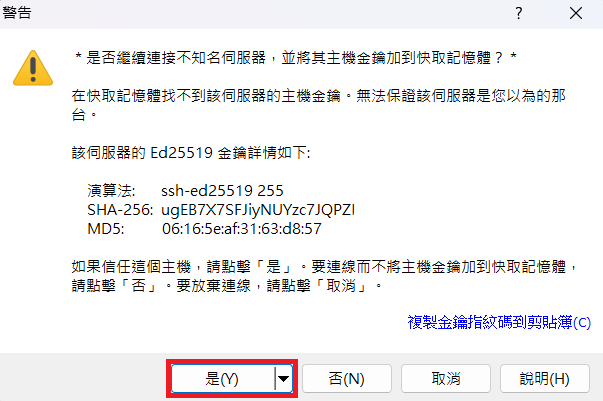 警告
? ×
* 是否繼續連接不知名伺服器，並將其主機金鑰加到快取記憶體？ *
在快取記憶體找不到該伺服器的主機金鑰。無法保證該伺服器是您以為的那
台。
該伺服器的 Ed25519 金鑰詳情如下:
演算法: ssh-ed25519 255
SHA-256: ugEB7X7SFJiyNUYzc7JQPZI
MD5: 06:16:5e:af:31:63:d8:57
如果信任這個主機，請點擊「是」。要連線而不將主機金鑰加到快取記憶體，
請點擊「否」。要放棄連線，請點擊「取消」。
複製金鑰指紋碼到剪貼簿(C)
是(Y) 否(N) 取消 說明(H)